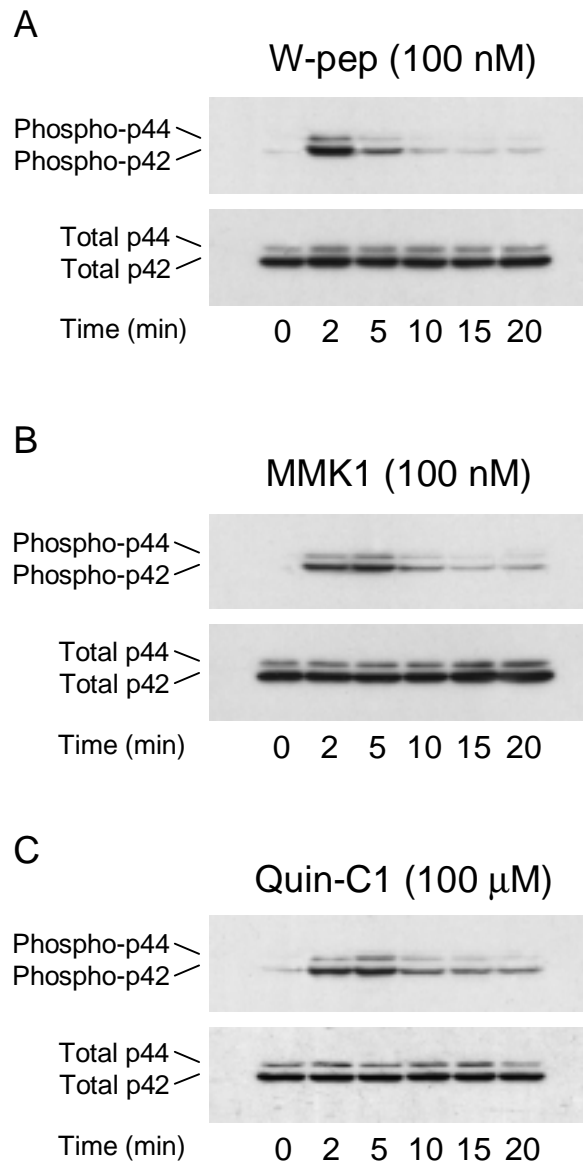 A
W-pep (100 nM)
Phospho-p44
Phospho-p42
Total p44
Total p42
Time (min) 0 2 5 10 15 20
B
MMK1 (100 nM)
Phospho-p44
Phospho-p42
Total p44
Total p42
Time (min) 0 2 5 10 15 20
C
Quin-C1 (100 μM)
Phospho-p44
Phospho-p42
Total p44
Total p42
Time (min) 0 2 5 10 15 20